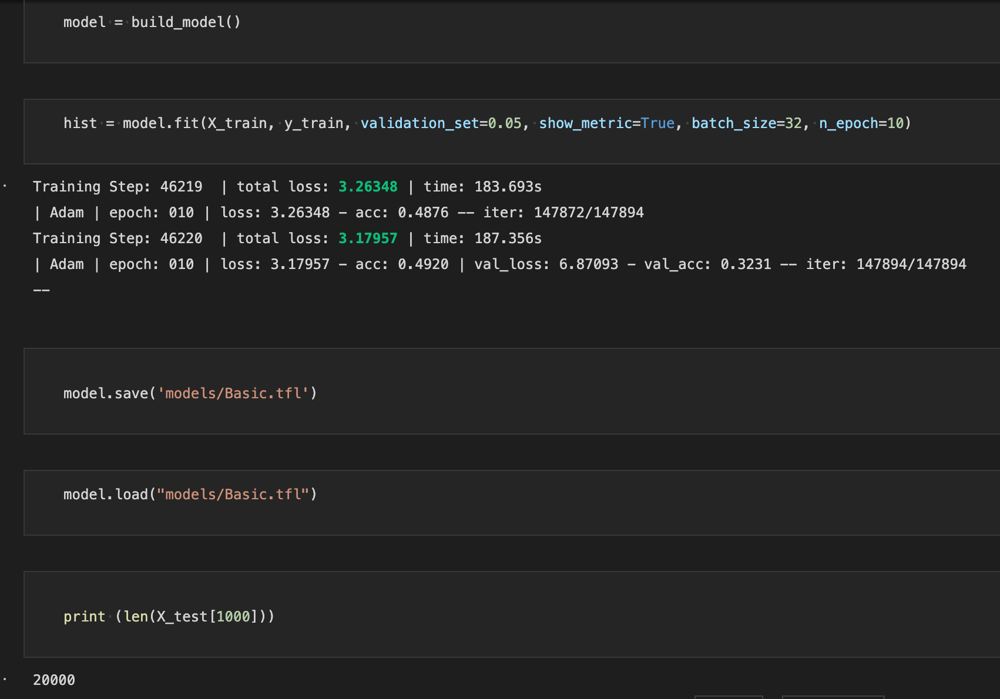 model = build_model()
hist = model.fit(X_train, y_train, validation_set=0.05, show_metric=True, batch_size=32, n_epoch=10)
Training Step: 46219  | total loss: 3.26348 | time: 183.693s
| Adam | epoch: 010 | loss: 3.26348 - acc: 0.4876 -- iter: 147872/147894
Training Step: 46220  | total loss: 3.17957 | time: 187.356s
| Adam | epoch: 010 | loss: 3.17957 - acc: 0.4920 | val_loss: 6.87093 - val_acc: 0.3231 -- iter: 147894/147894
--
model.save('models/Basic.tfl')
model.load("models/Basic.tfl")
print (len(X_test[1000]))
20000